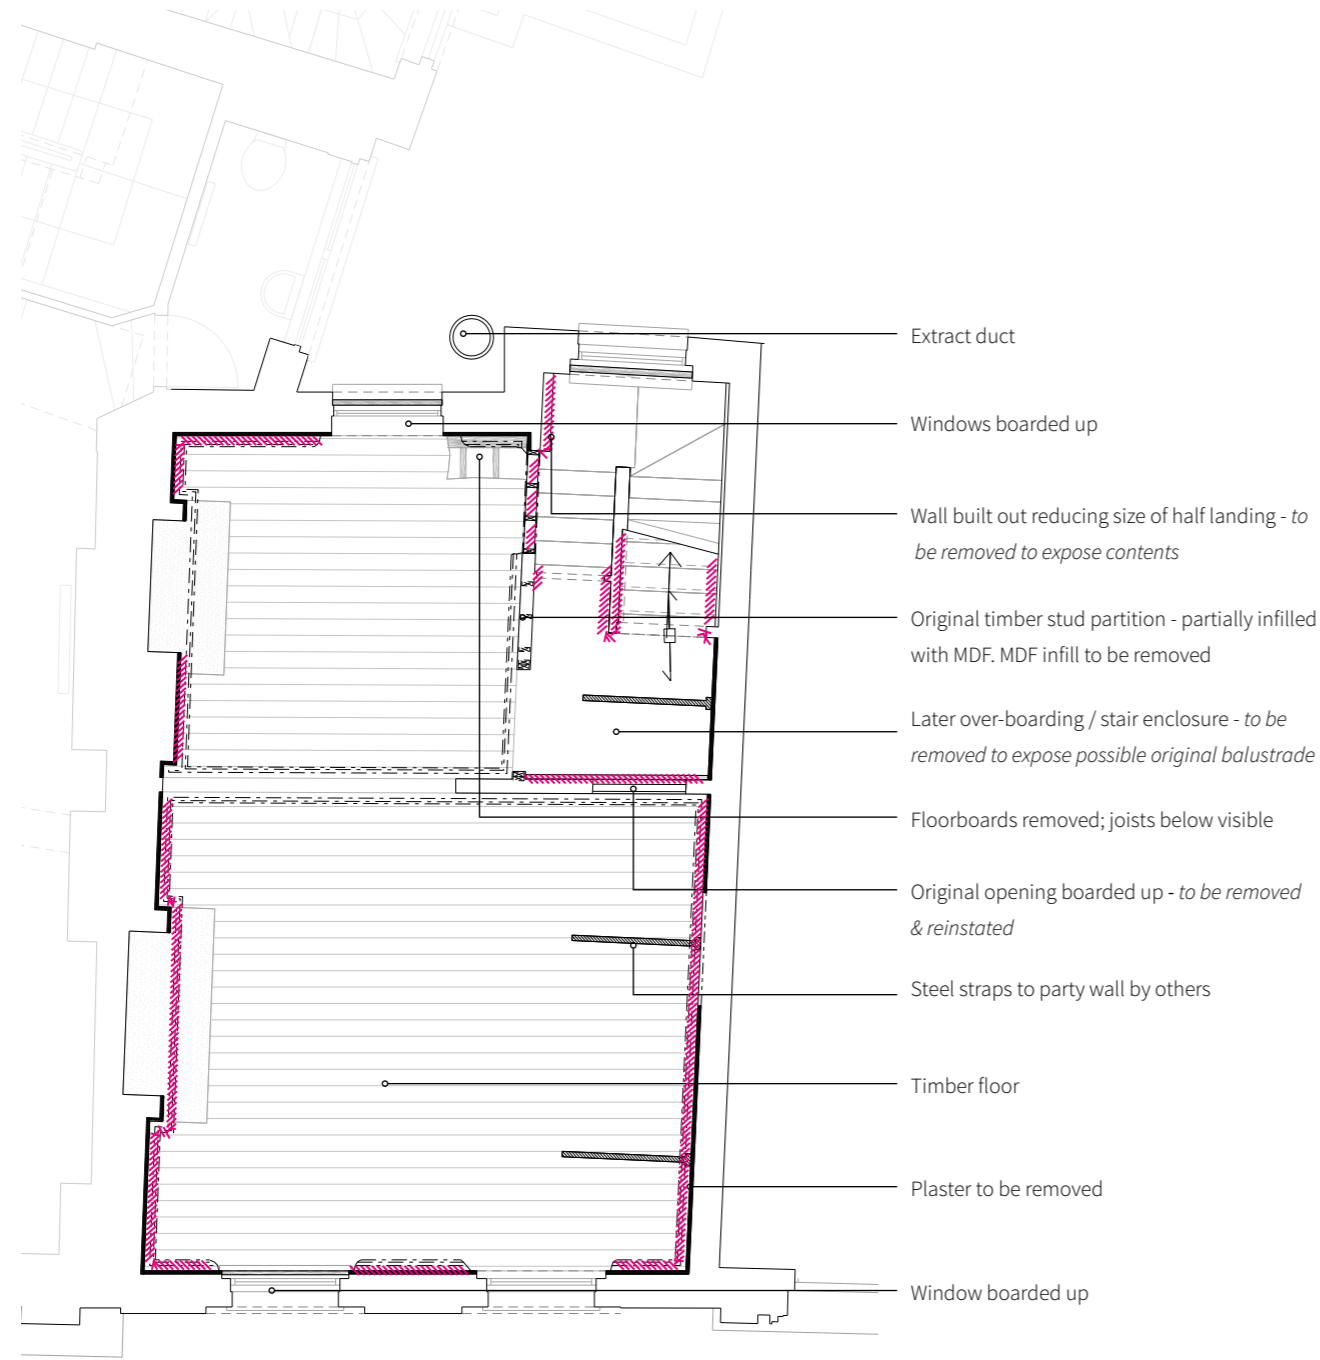 Extract duct
Windows boarded up
Wall built out reducing size of half landing - to
be removed to expose contents
Original timber stud partition - partially infilled
with MDF. MDF infill to be removed
Later over-boarding / stair enclosure - to be
removed to expose possible original balustrade
Floorboards removed; joists below visible
Original opening boarded up - to be removed
& reinstated
Steel straps to party wall by others
Timber floor
Plaster to be removed
Window boarded up